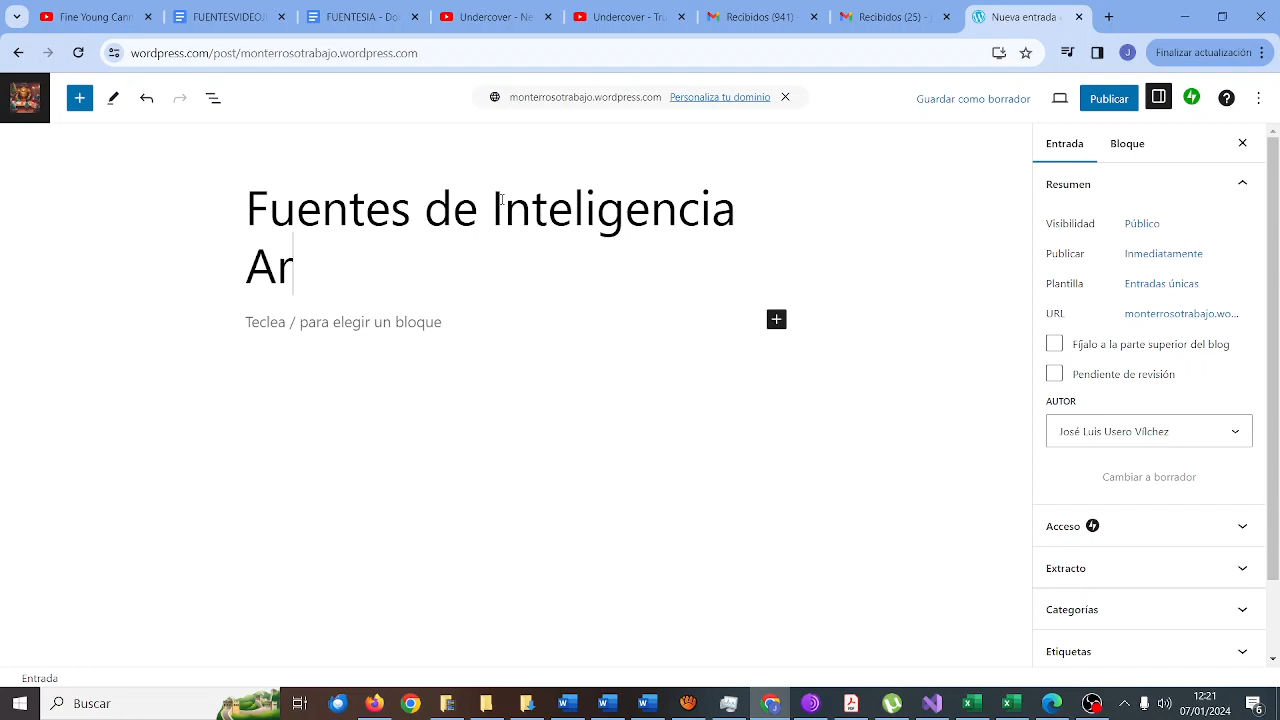 Fine Young Cann
FUENTESVIDEO.
FUENTESIA - Do
Undercover - Ne
Undercover - Tru
Recibidos (941)
Recibidos (25) -
Nueva entrada
wordpress.com/post/monterrosotrabajo.wordpress.com
J
Finalizar actualización
monterrosotrabajo.wordpress.com Personaliza tu dominio
Guardar como borrador
Publicar
Fuentes de Inteligencia
Ar
Teclea / para elegir un bloque
Entrada
Bloque
Resumen
Visibilidad Público
Publicar Inmediatamente
Plantilla Entradas únicas
URL monterrosotrabajo.wo...
Fíjalo a la parte superior del blog
Pendiente de revisión
AUTOR
José Luis Usero Vílchez
Cambiar a borrador
Acceso
Extracto
Categorías
Etiquetas
Entrada
Buscar
12:21
07/01/2024
6